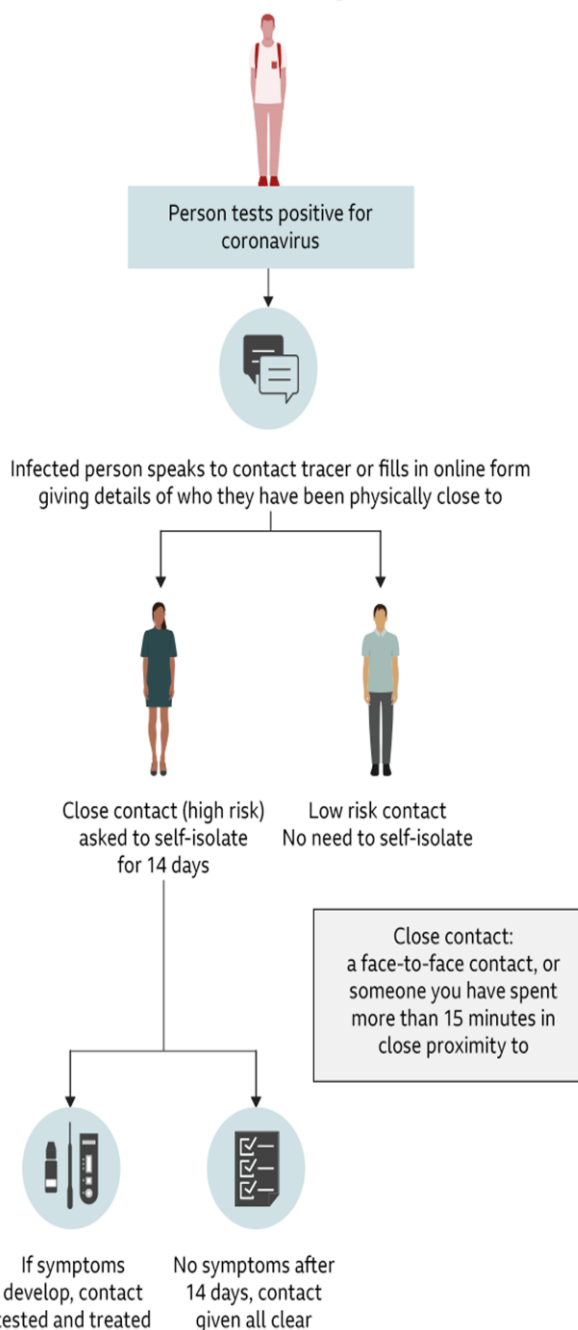 Person tests positive for
coronavirus
Infected person speaks to contact tracer or fills in online form
giving details of who they have been physically close to
Close contact (high risk)
asked to self-isolate
for 14 days
Low risk contact
No need to self-isolate
Close contact:
a face-to-face contact, or
someone you have spent
more than 15 minutes in
close proximity to
If symptoms
develop, contact
tested and treated
No symptoms after
14 days, contact
given all clear